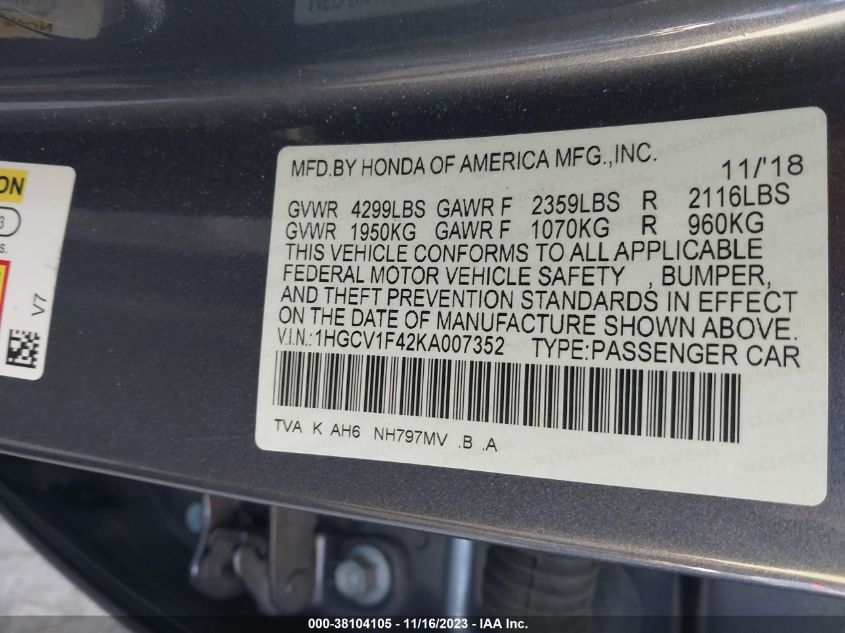 MFD.BY HONDA OF AMERICA MFG.,INC.
11/'18
GVWR 4299LBS GAWR F 2359LBS R 2116LBS
GVWR 1950KG GAWR F 1070KG R 960KG
THIS VEHICLE CONFORMS TO ALL APPLICABLE
FEDERAL MOTOR VEHICLE SAFETY , BUMPER,
AND THEFT PREVENTION STANDARDS IN EFFECT
ON THE DATE OF MANUFACTURE SHOWN ABOVE.
V.I.N.:1HGCV1F42KA007352 TYPE:PASSENGER CAR
TVA K AH6 NH797MV .B .A
ON
3
s.
V7
000-38104105 - 11/16/2023 - IAA Inc.